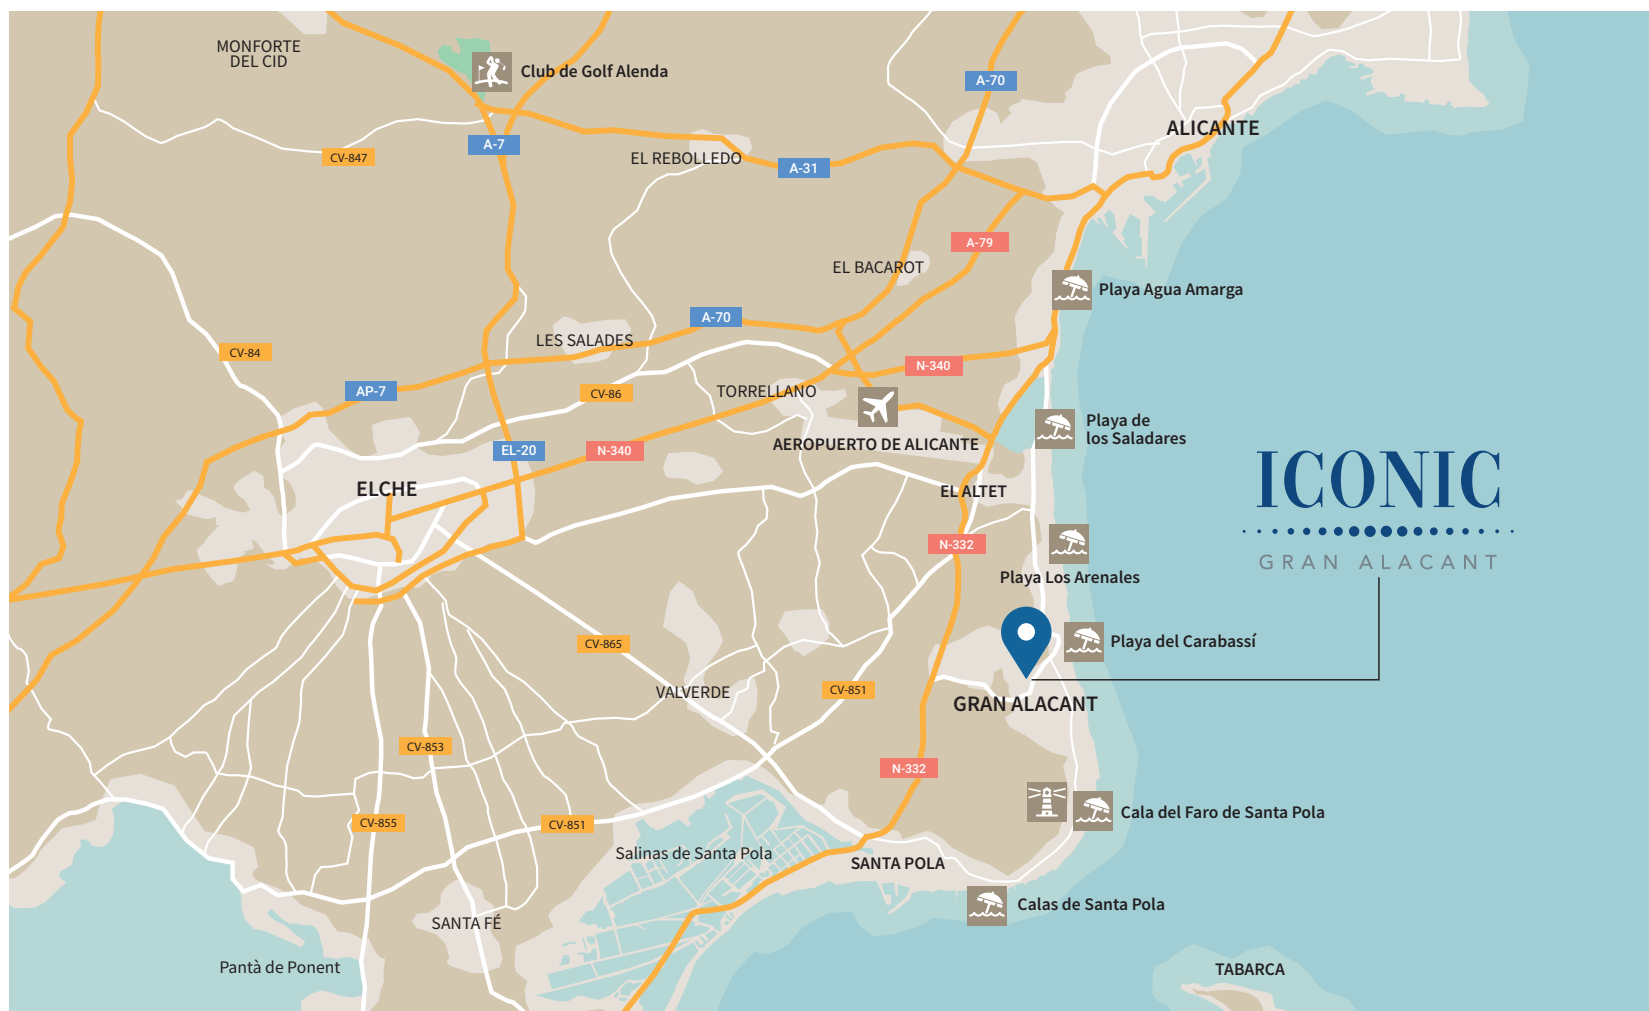 MONFORTE
DEL CID
Club de Golf Alenda
A-70
ALICANTE
A-7
CV-847
EL REBOLLEDO
A-31
A-79
EL BACAROT
Playa Agua Amarga
A-70
LES SALADES
CV-84
N-340
AP-7
CV-86
TORRELLANO
Playa de
los Saladares
AEROPUERTO DE ALICANTE
EL-20
N-340
ICONIC
GRAN ALACANT
ELCHE
EL ALTET
N-332
Playa Los Arenales
CV-865
Playa del Carabassí
VALVERDE
CV-851
GRAN ALACANT
CV-853
N-332
Cala del Faro de Santa Pola
CV-855
CV-851
Salinas de Santa Pola
SANTA POLA
Calas de Santa Pola
SANTA FÉ
Pantà de Ponent
TABARCA